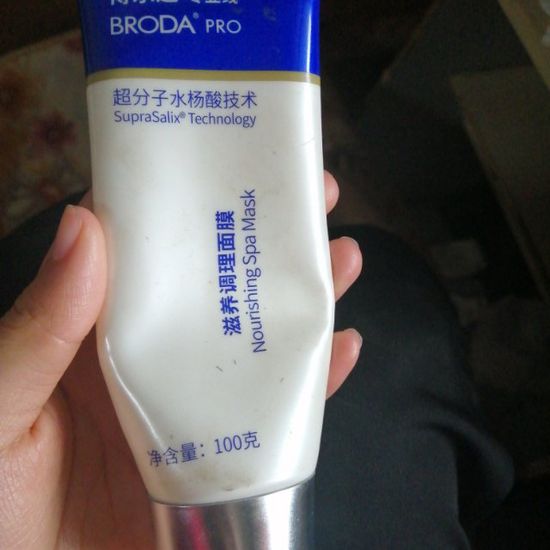 BRODA® PRO
超分子水杨酸技术
SupraSalix® Technology
滋养调理面膜
Nourishing Spa Mask
净含量：100克